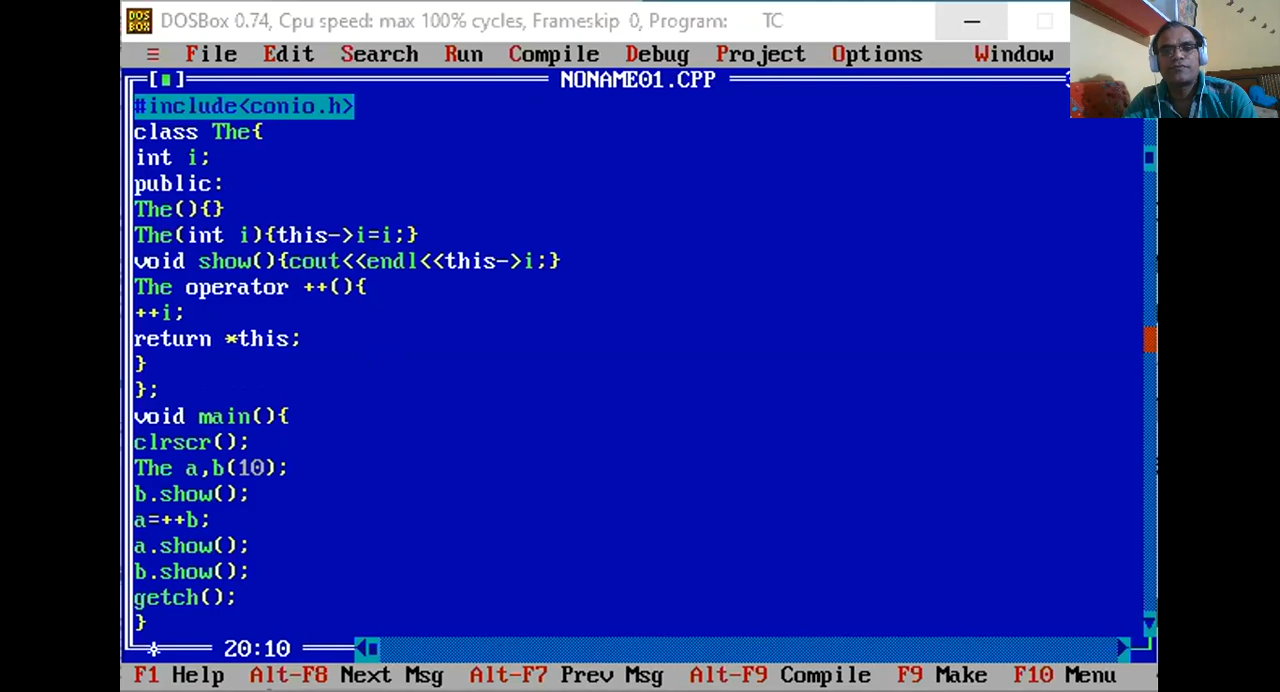 DOS BOX DOSBox 0.74, Cpu speed: max 100% cycles, Frameskip 0, Program: TC
≡ File Edit Search Run Compile Debug Project Options Window
[■] NONAME01.CPP
#include<conio.h>
class The{
int i;
public:
The(){}
The(int i){this->i=i;}
void show(){cout<<endl<<this->i;}
The operator ++(){
++i;
return *this;
}
};
void main(){
clrscr();
The a,b(10);
b.show();
a=++b;
a.show();
b.show();
getch();
}
20:10
F1 Help Alt-F8 Next Msg Alt-F7 Prev Msg Alt-F9 Compile F9 Make F10 Menu